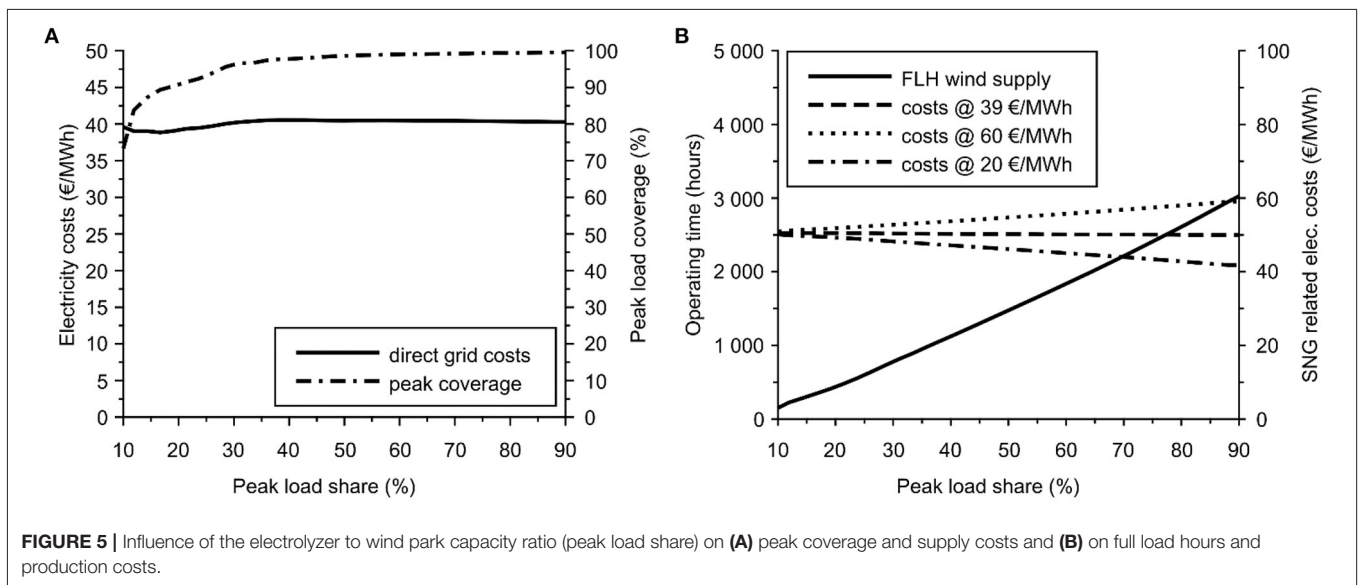 A
50
45
40
35
30
25
20
15
10
5
0
Electricity costs (€/MWh)
100
90
80
70
60
50
40
30
20
10
0
Peak load coverage (%)
direct grid costs
peak coverage
10 20 30 40 50 60 70 80 90
Peak load share (%)
B
5 000
4 000
3 000
2 000
1 000
0
Operating time (hours)
100
80
60
40
20
0
SNG related elec. costs (€/MWh)
FLH wind supply
costs @ 39 €/MWh
costs @ 60 €/MWh
costs @ 20 €/MWh
10 20 30 40 50 60 70 80 90
Peak load share (%)
FIGURE 5 | Influence of the electrolyzer to wind park capacity ratio (peak load share) on (A) peak coverage and supply costs and (B) on full load hours and
production costs.